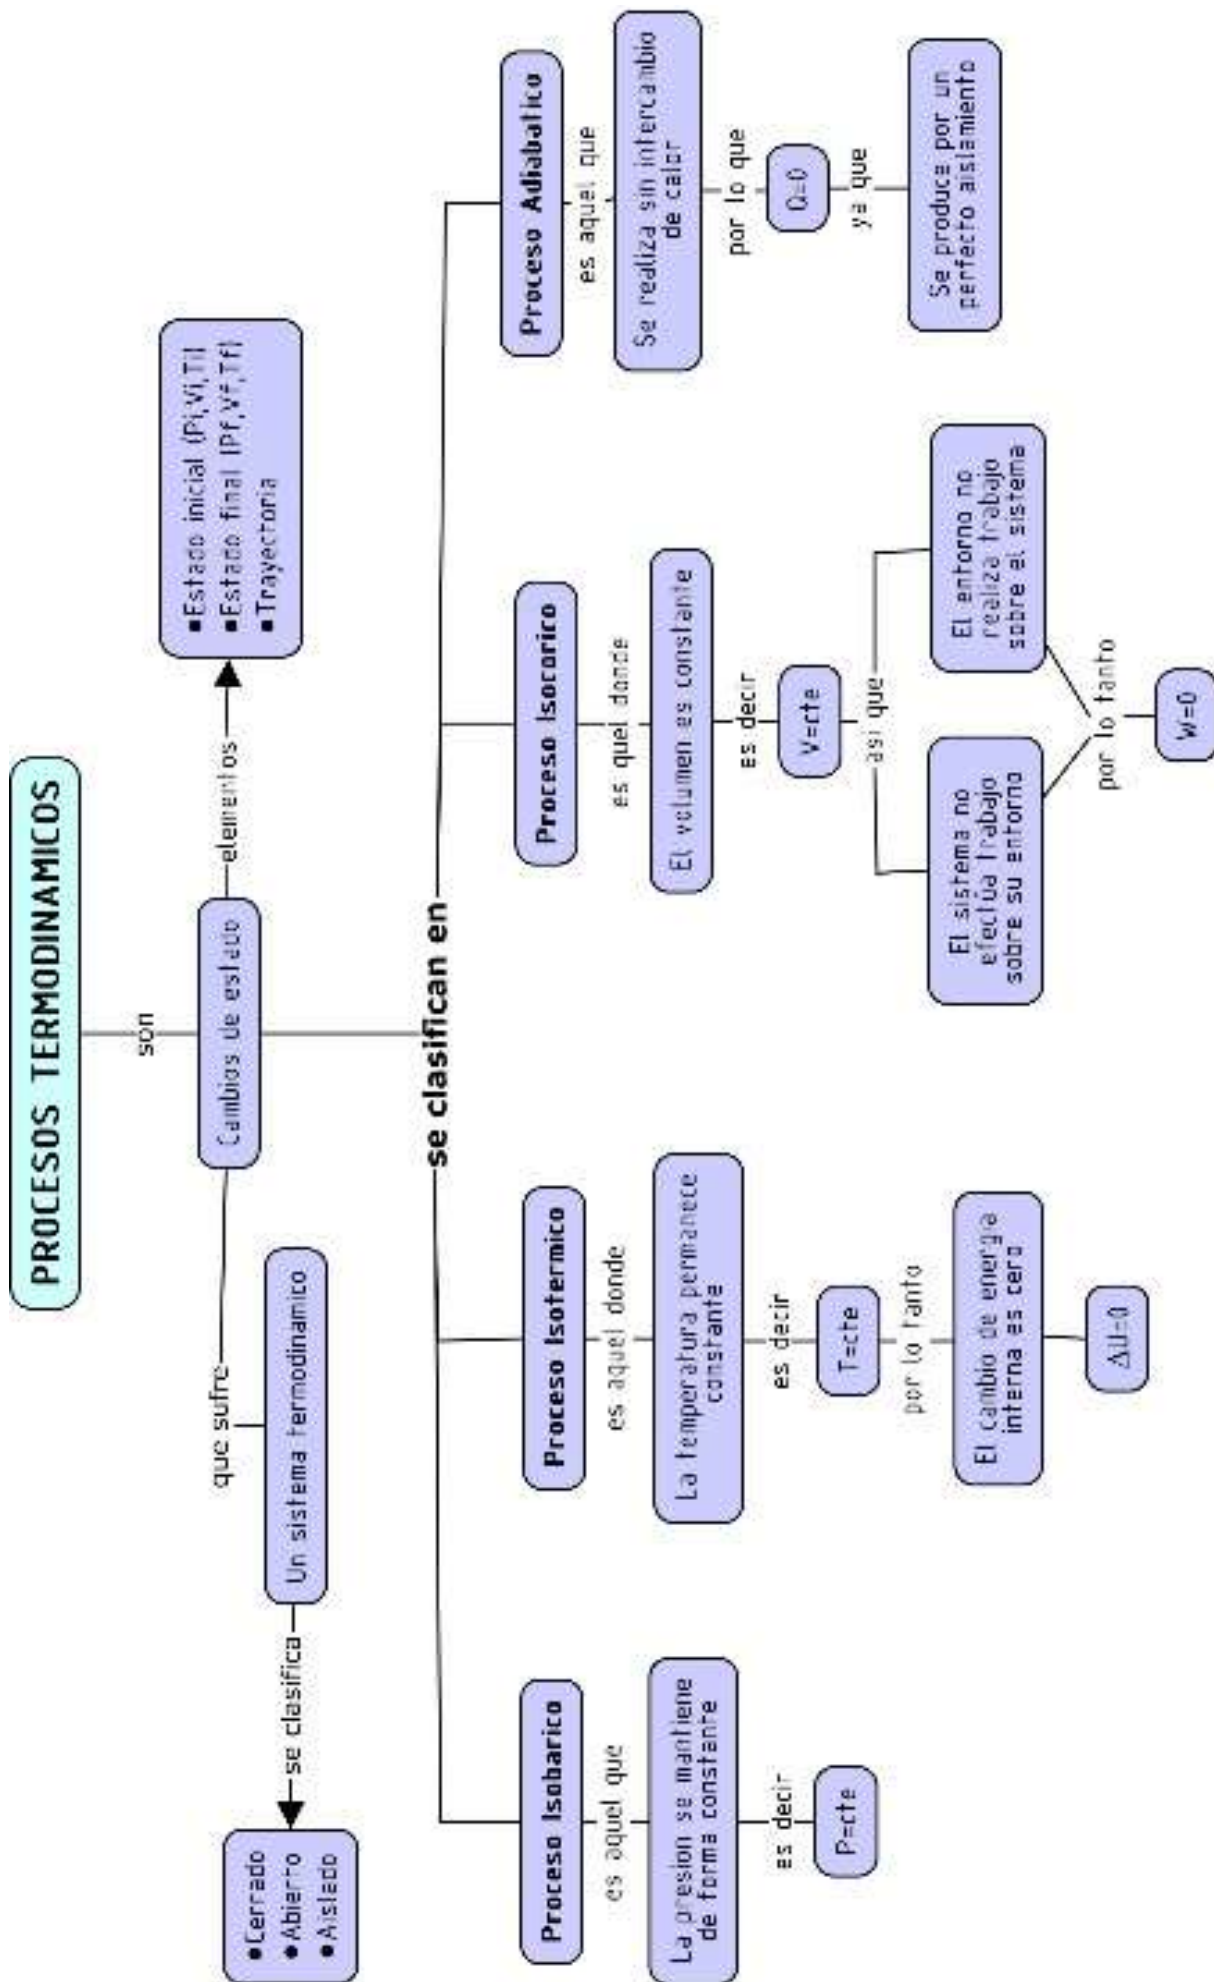 PROCESOS TERMODINAMICOS
son
Cambios de estado
elementos
●Estado inicial (Pi,Vi,Ti)
●Estado final (Pf,Vf,Tf)
●Trayectoria
que sufre
Un sistema termodinamico
se clasifica
●Cerrado
●Abierro
●Aislado
se clasifican en
Proceso Isobarico
es aquel que
La presion se mantiene
de forma constante
es decir
P=cte
Proceso Isotermico
es aquel donde
La temperatura permanece
constante
es decir
T=cte
por lo tanto
El cambio de energia
interna es cero
ΔU=0
Proceso Isocorico
es quel donde
El volumen es constante
es decir
V=cte
asi que
El sistema no
efectúa trabajo
sobre su entorno
El entorno no
realiza trabajo
sobre el sistema
por lo tanto
W=0
Proceso Adiabatico
es aquel que
Se realiza sin intercambio
de calor
por lo que
Q=0
ya que
Se produce por un
perfecto aislamiento